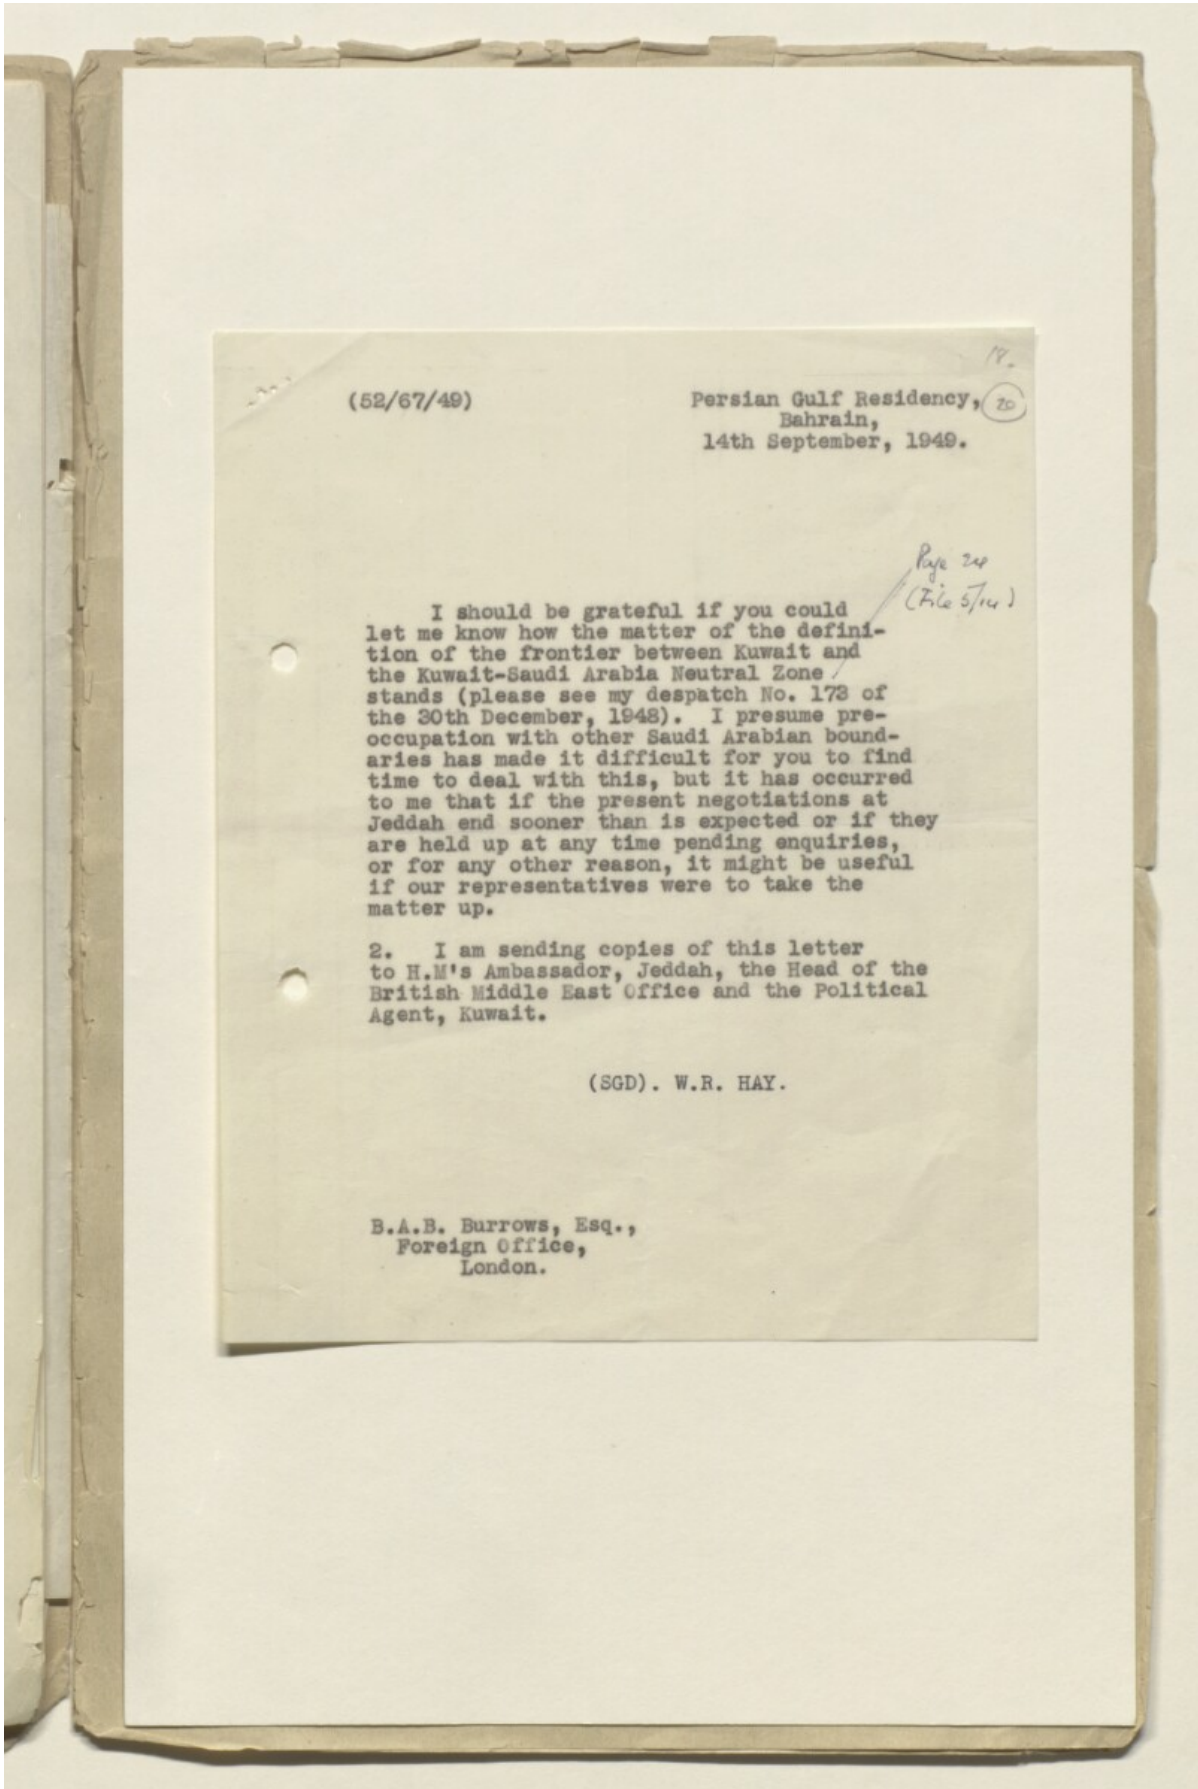 18.
(52/67/49)
Persian Gulf Residency,
20
Bahrain,
14th September, 1949.
Page 24
(File 5/14)
I should be grateful if you could
let me know how the matter of the defini-
tion of the frontier between Kuwait and
the Kuwait-Saudi Arabia Neutral Zone
stands (please see my despatch No. 173 of
the 30th December, 1948). I presume pre-
occupation with other Saudi Arabian bound-
aries has made it difficult for you to find
time to deal with this, but it has occurred
to me that if the present negotiations at
Jeddah end sooner than is expected or if they
are held up at any time pending enquiries,
or for any other reason, it might be useful
if our representatives were to take the
matter up.
2. I am sending copies of this letter
to H.M's Ambassador, Jeddah, the Head of the
British Middle East Office and the Political
Agent, Kuwait.
(SGD). W.R. HAY.
B.A.B. Burrows, Esq.,
Foreign Office,
London.